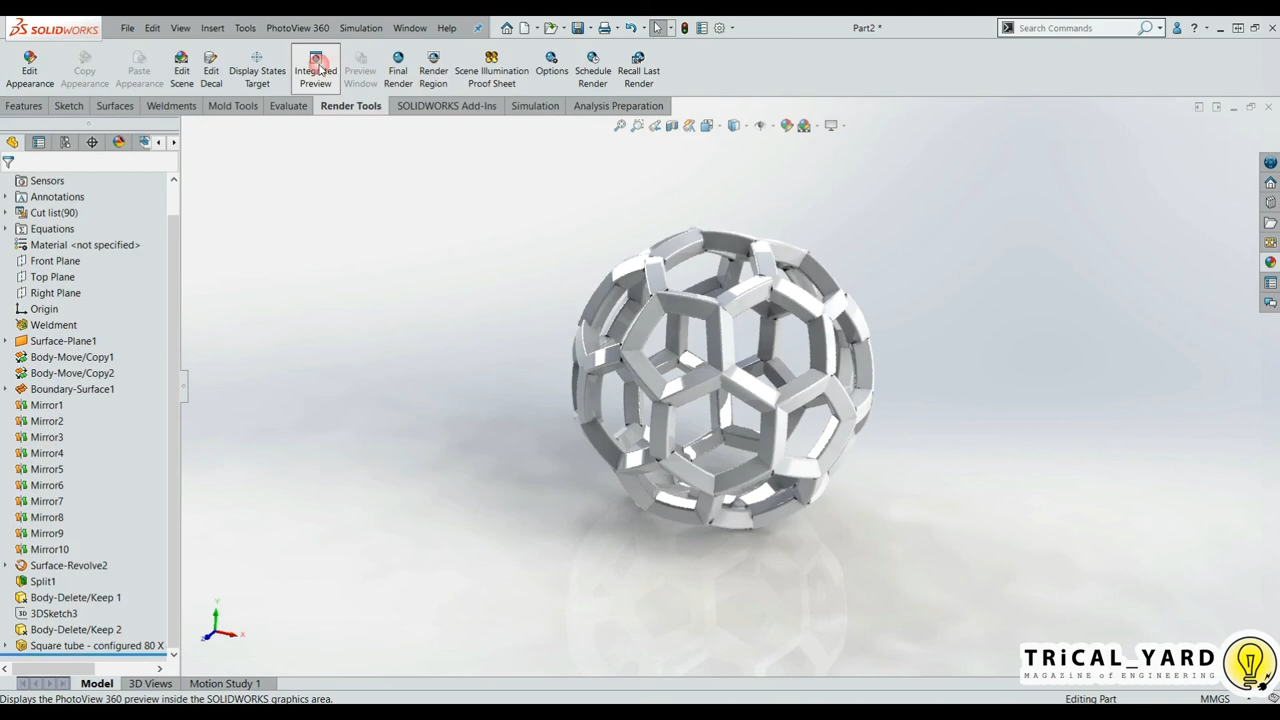 SOLIDWORKS File Edit View Insert Tools PhotoView 360 Simulation Window Help Part2 * Search Commands ?
Edit Appearance Copy Appearance Paste Appearance Edit Scene Edit Decal Display States Target Integrated Preview Preview Window Final Render Render Region Scene Illumination Proof Sheet Options Schedule Render Recall Last Render
Features Sketch Surfaces Weldments Mold Tools Evaluate Render Tools SOLIDWORKS Add-Ins Simulation Analysis Preparation
Sensors
Annotations
Cut list(90)
Equations
Material <not specified>
Front Plane
Top Plane
Right Plane
Origin
Weldment
Surface-Plane1
Body-Move/Copy1
Body-Move/Copy2
Boundary-Surface1
Mirror1
Mirror2
Mirror3
Mirror4
Mirror5
Mirror6
Mirror7
Mirror8
Mirror9
Mirror10
Surface-Revolve2
Split1
Body-Delete/Keep 1
3D 3DSketch3
Body-Delete/Keep 2
Square tube - configured 80 X
Y
X
Z
TRiCAL_YARD
MAGAZINE of ENGINEERING
Model 3D Views Motion Study 1
Displays the PhotoView 360 preview inside the SOLIDWORKS graphics area. Editing Part MMGS